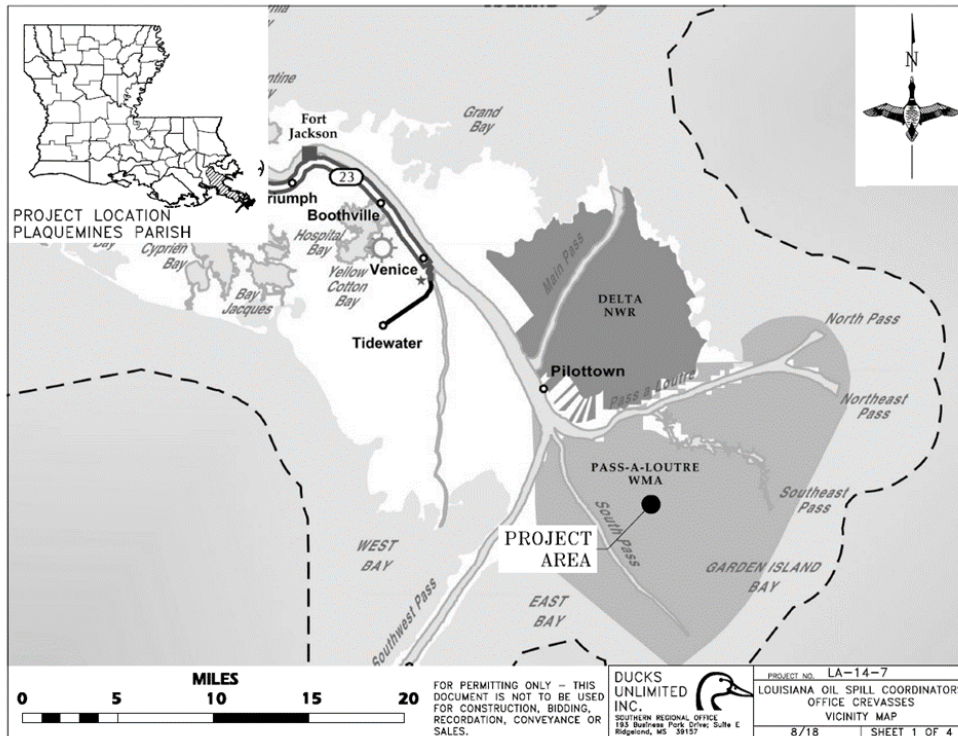 Grand
Bay
N
Fort
Jackson
23
Boothville
Hospital
Bay
PROJECT LOCATION
PLAQUEMINES PARISH
Cyprien
Bay
Yellow
Cotton
Bay
Venice
Bay
Jacques
Tidewater
Main Pass
DELTA
NWR
North Pass
Pilottown
Pass a Loutre
Northeast
Pass
PASS-A-LOUTRE
WMA
Southeast
Pass
PROJECT
AREA
South Pass
WEST
BAY
GARDEN ISLAND
BAY
EAST
BAY
Southwest Pass
MILES
0 5 10 15 20
FOR PERMITTING ONLY – THIS
DOCUMENT IS NOT TO BE USED
FOR CONSTRUCTION, BIDDING,
RECORDATION, CONVEYANCE OR
SALES.
DUCKS
UNLIMITED
INC.
SOUTHERN REGIONAL OFFICE
193 Business Park Drive; Suite E
Ridgeland, MS 39157
PROJECT NO. LA-14-7
LOUISIANA OIL SPILL COORDINATORS
OFFICE CREVASSES
VICINITY MAP
8/18 SHEET 1 OF 4